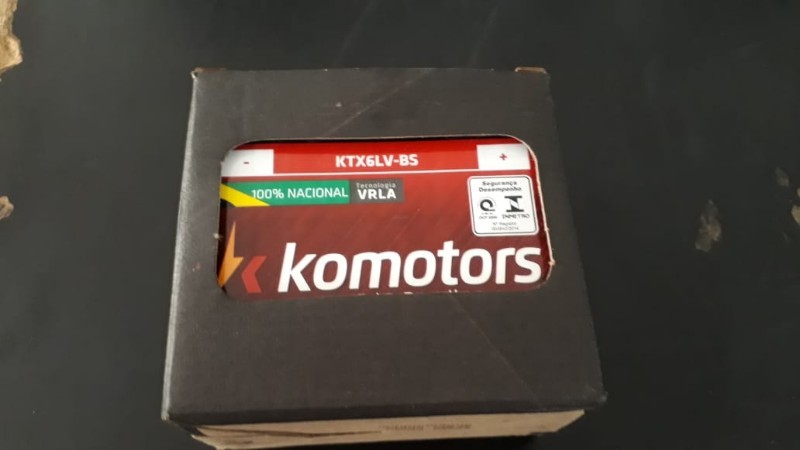 -
KTX6LV-BS
+
100% NACIONAL
Tecnologia
VRLA
Segurança
Desempenho
INMETRO
komotors